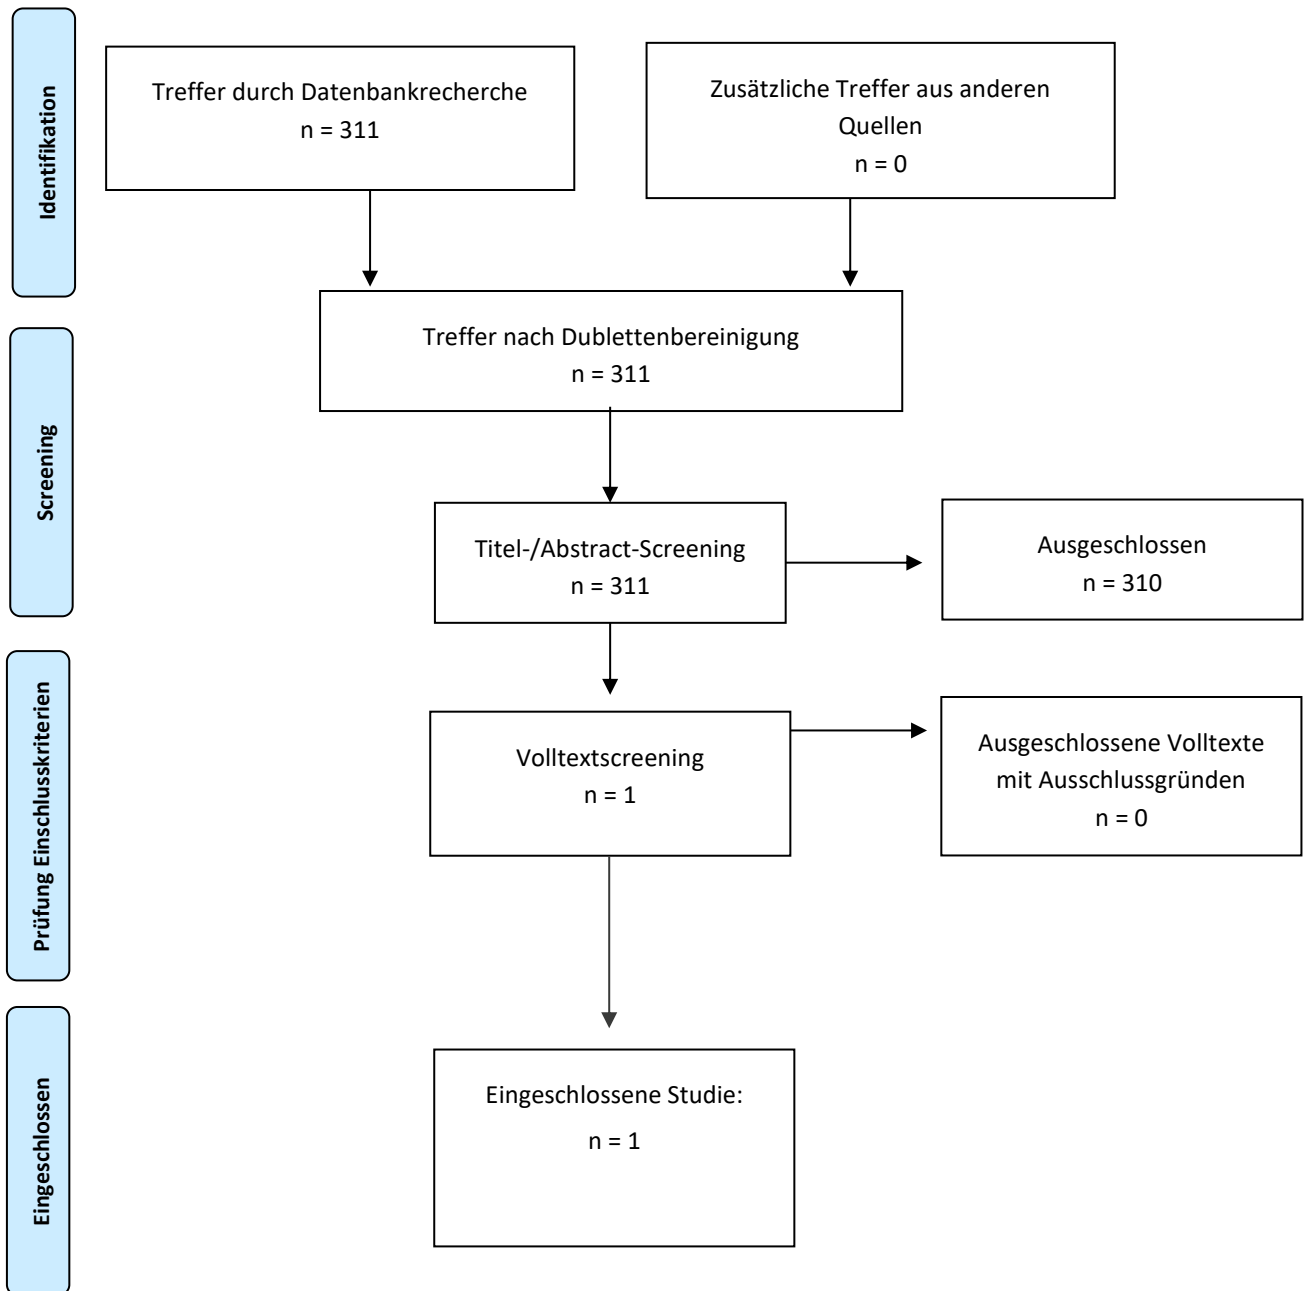 Identifikation
Treffer durch Datenbankrecherche
n = 311
Zusätzliche Treffer aus anderen
Quellen
n = 0
Treffer nach Dublettenbereinigung
n = 311
Screening
Titel-/Abstract-Screening
n = 311
Ausgeschlossen
n = 310
Prüfung Einschlusskriterien
Volltextscreening
n = 1
Ausgeschlossene Volltexte
mit Ausschlussgründen
n = 0
Eingeschlossen
Eingeschlossene Studie:
n = 1